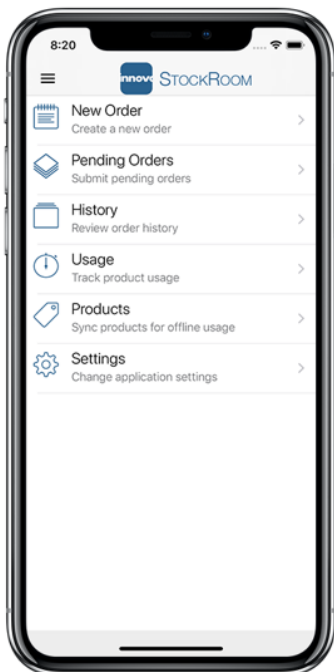 8:20
innovo STOCKROOM
New Order
Create a new order
Pending Orders
Submit pending orders
History
Review order history
Usage
Track product usage
Products
Sync products for offline usage
Settings
Change application settings